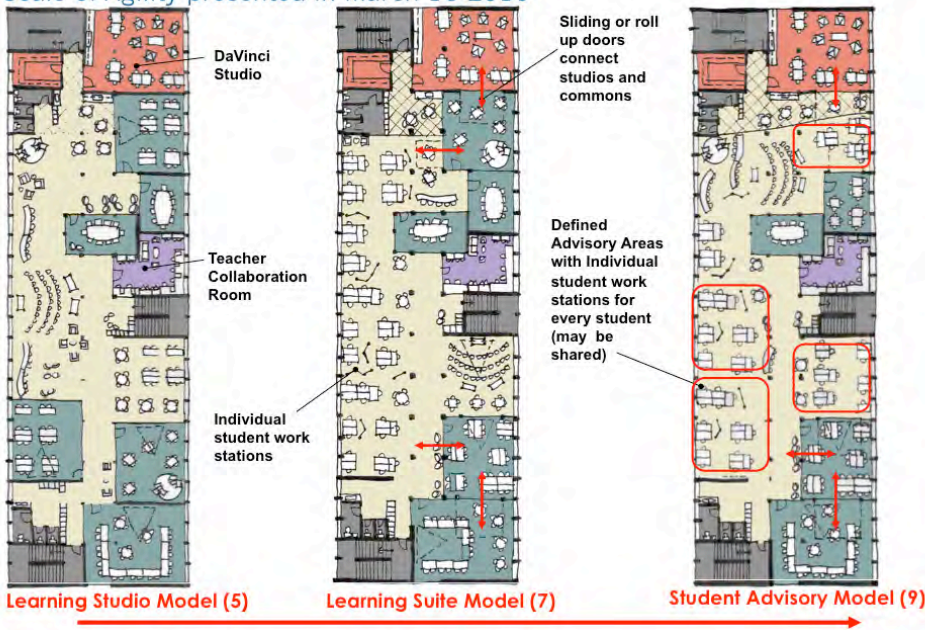 DaVinci
Studio
Sliding or roll
up doors
connect
studios and
commons
Teacher
Collaboration
Room
Defined
Advisory Areas
with Individual
student work
stations for
every student
(may be
shared)
Individual
student work
stations
Learning Studio Model (5)
Learning Suite Model (7)
Student Advisory Model (9)